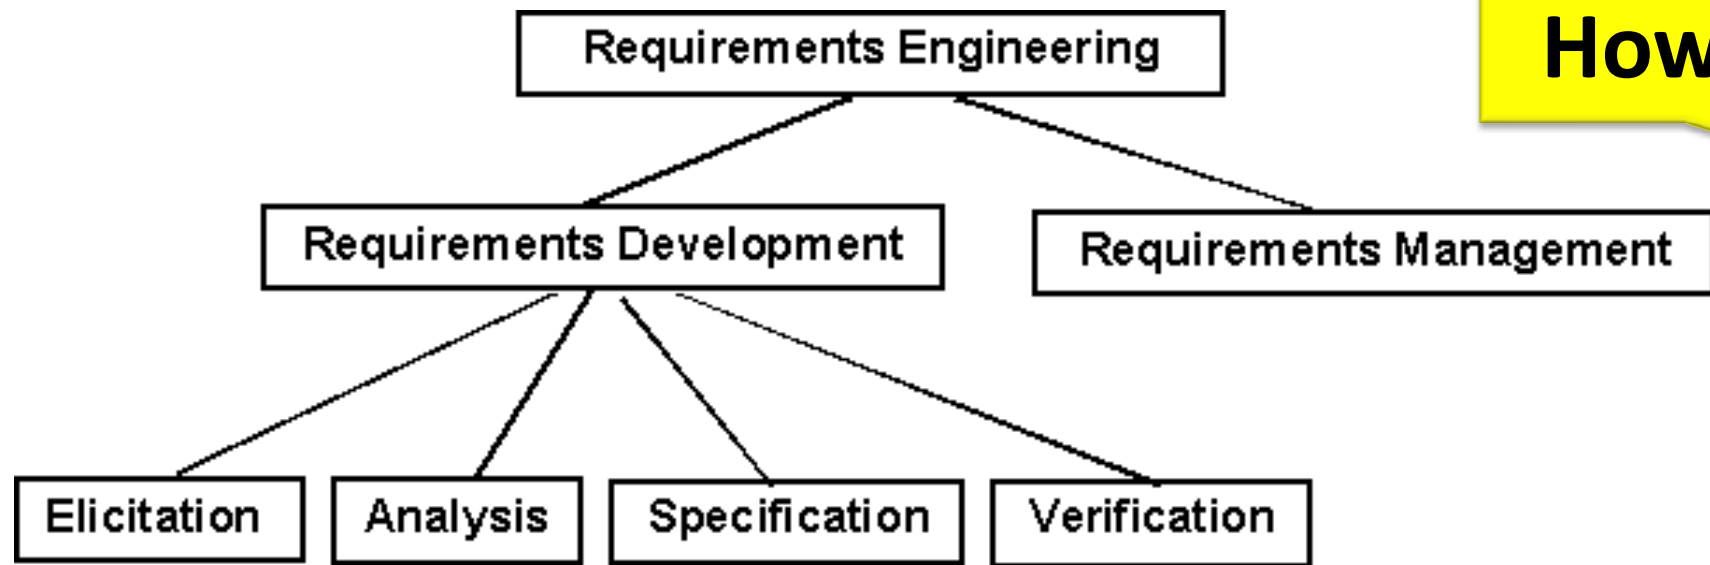 Requirements Engineering
How
Requirements Development
Requirements Management
Elicitation
Analysis
Specification
Verification